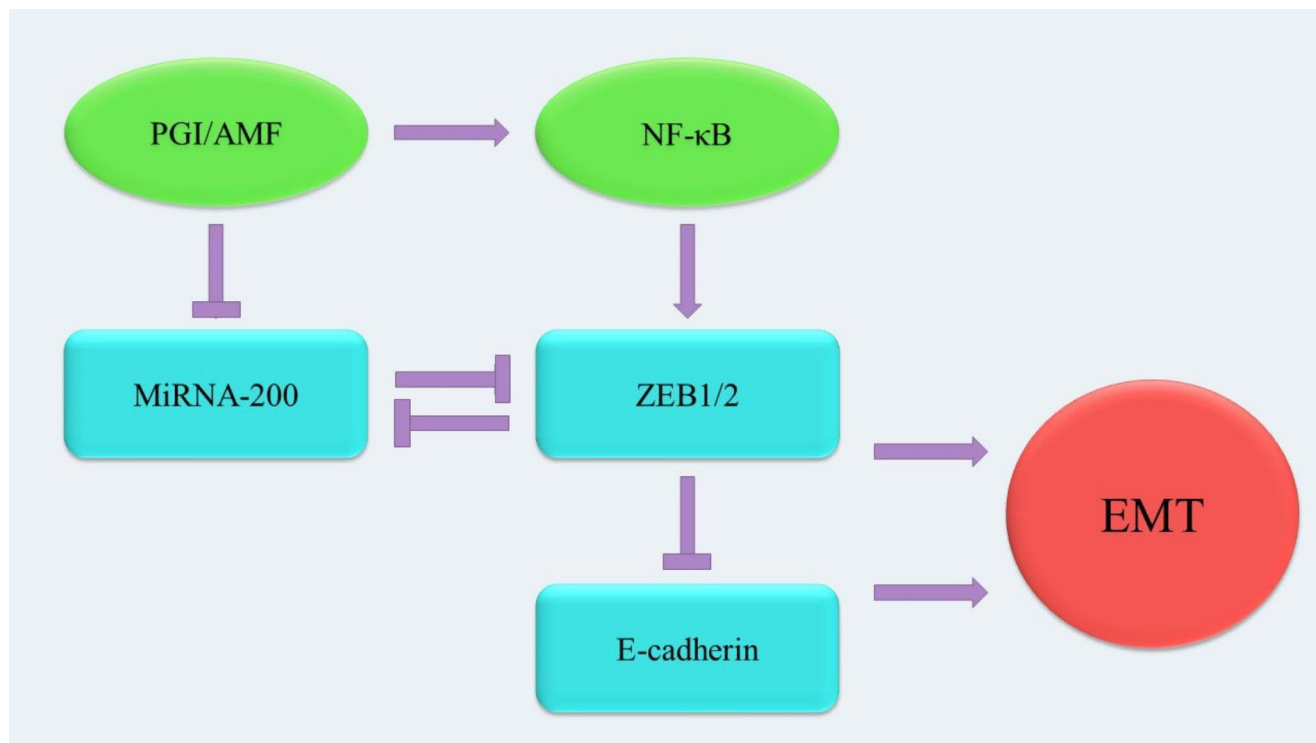 PGI/AMF
NF-κB
MiRNA-200
ZEB1/2
EMT
E-cadherin